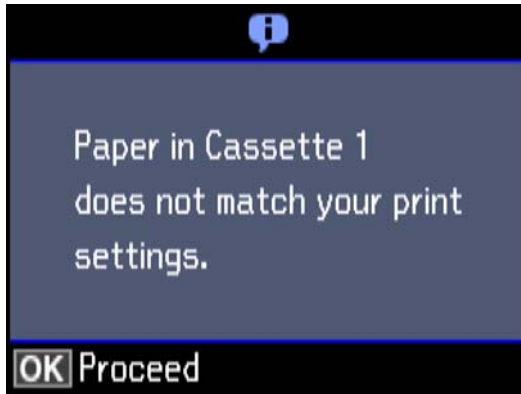 Paper in Cassette 1
does not match your print
settings.
OK Proceed